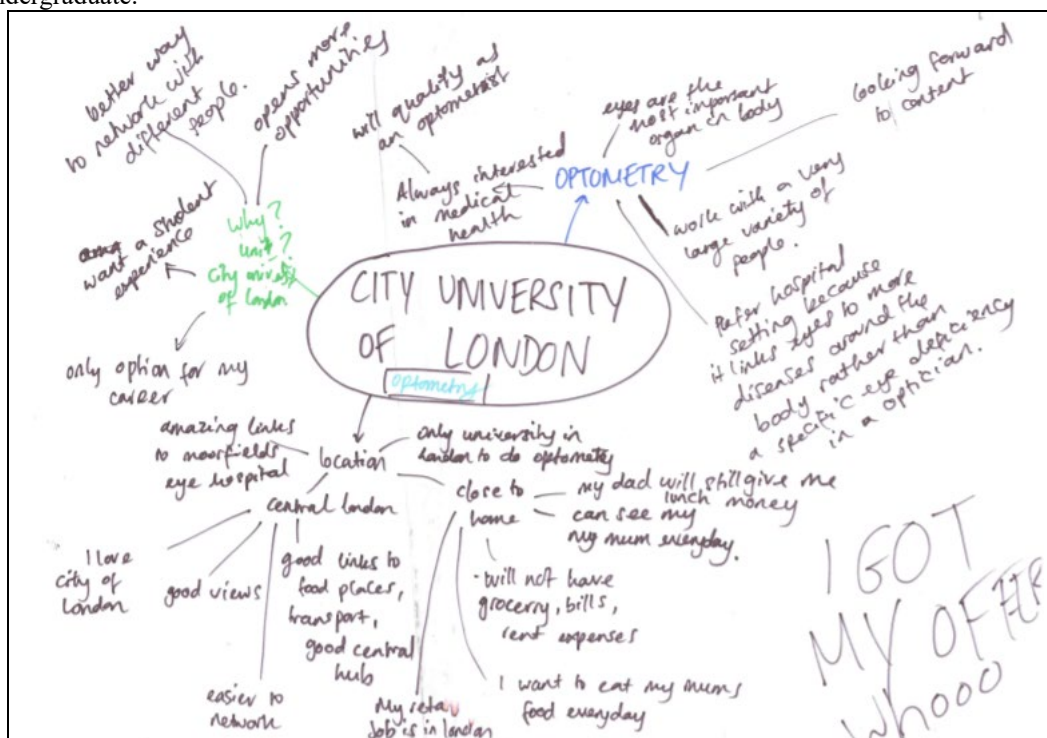 ndergraduate.
better way
to network with
different
people.
opens more
opportunities
will qualify as
an optometrist
Always interested
in medical
health
eyes are the
most important
organ in body
looking forward
to content
OPTOMETRY
work with a very
large variety of
people.
Prefer hospital
setting because
it links eyes to more
diseases around the
body rather than
a specific eye deficiency
in a optician.
a student
want experience
Why?
uni?
City university
of london
only option for my
career
CITY UNIVERSITY
OF LONDON
optometry
amazing links
to moorfields
eye hospital
location
only university in
london to do optometry
central london
close to
home
my dad will still give me
lunch money
can see my
my mum everyday.
I love
city of
london
good views
good links to
food places,
transport,
good central
hub
will not have
grocerry, bills,
rent expenses
easier to
network
My retail
Job is in london
I want to eat my mums
food everyday
I GOT
MY OFFER
whooo